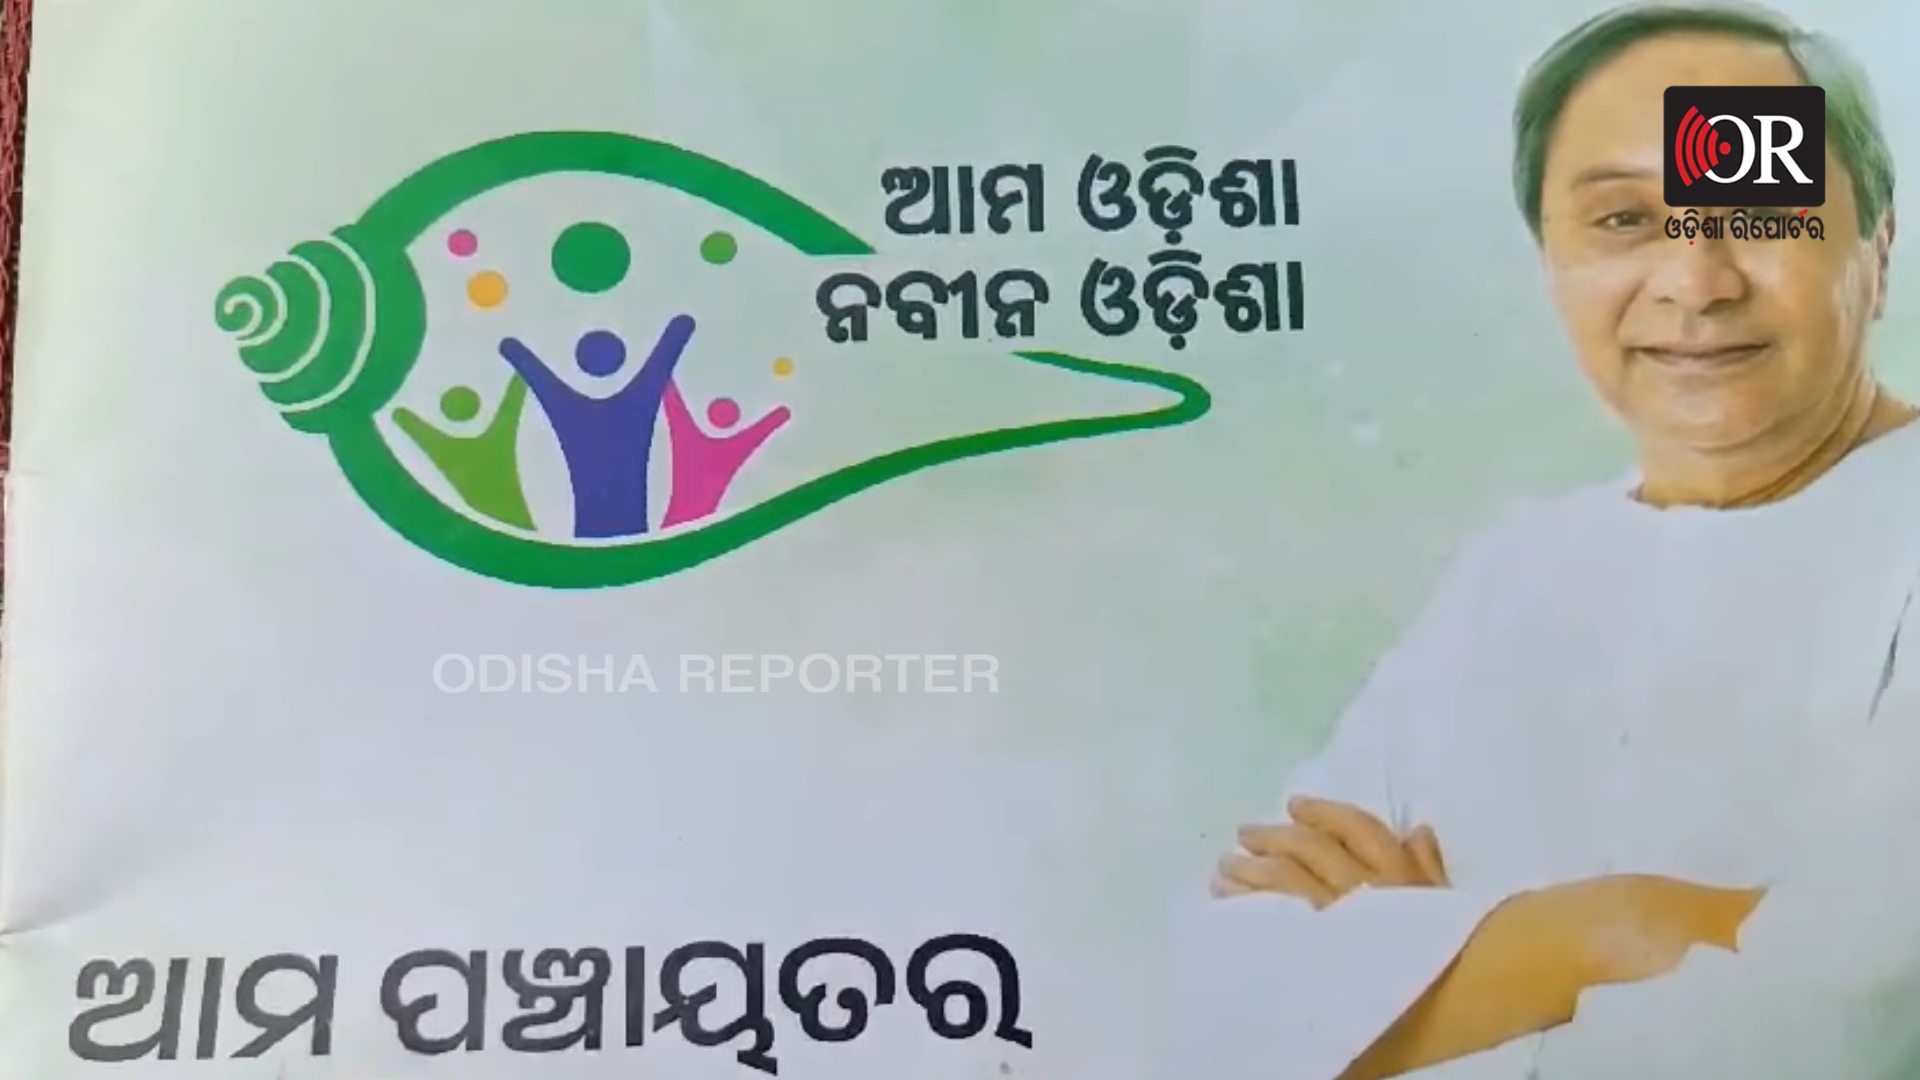 OR
ଓଡ଼ିଶା ରିପୋର୍ଟର
ଆମ ଓଡ଼ିଶା
ନବୀନ ଓଡ଼ିଶା
ODISHA REPORTER
ଆମ ପଞ୍ଚାୟତର